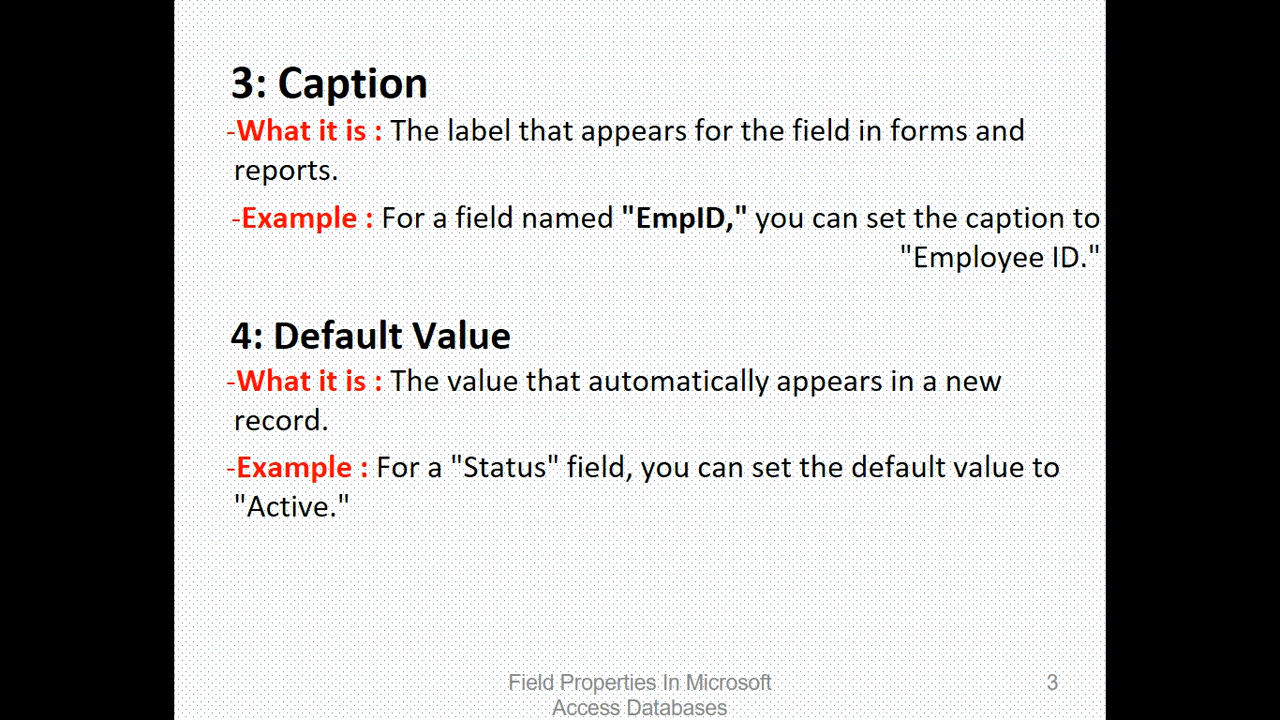 3: Caption
-What it is : The label that appears for the field in forms and
reports.
-Example : For a field named "EmpID," you can set the caption to
"Employee ID."
4: Default Value
-What it is : The value that automatically appears in a new
record.
-Example : For a "Status" field, you can set the default value to
"Active."
Field Properties In Microsoft
Access Databases
3